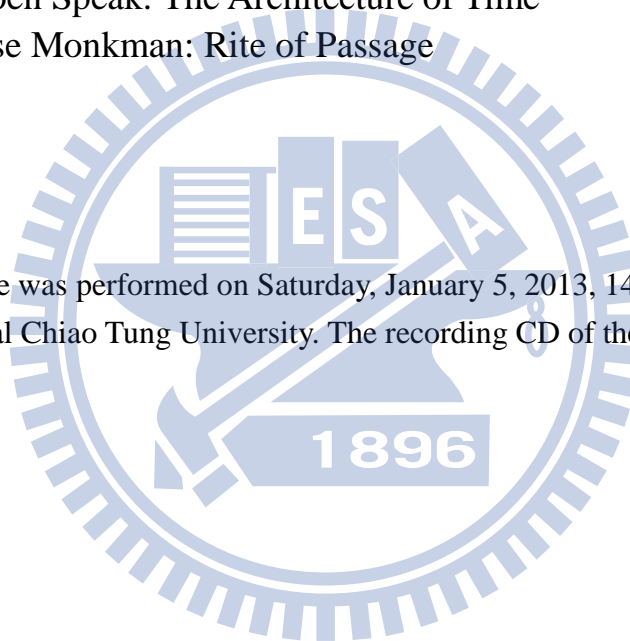 Speak: The Architecture of Time
se Monkman: Rite of Passage
E S A
e was performed on Saturday, January 5, 2013, 14
al Chiao Tung University. The recording CD of the
1896